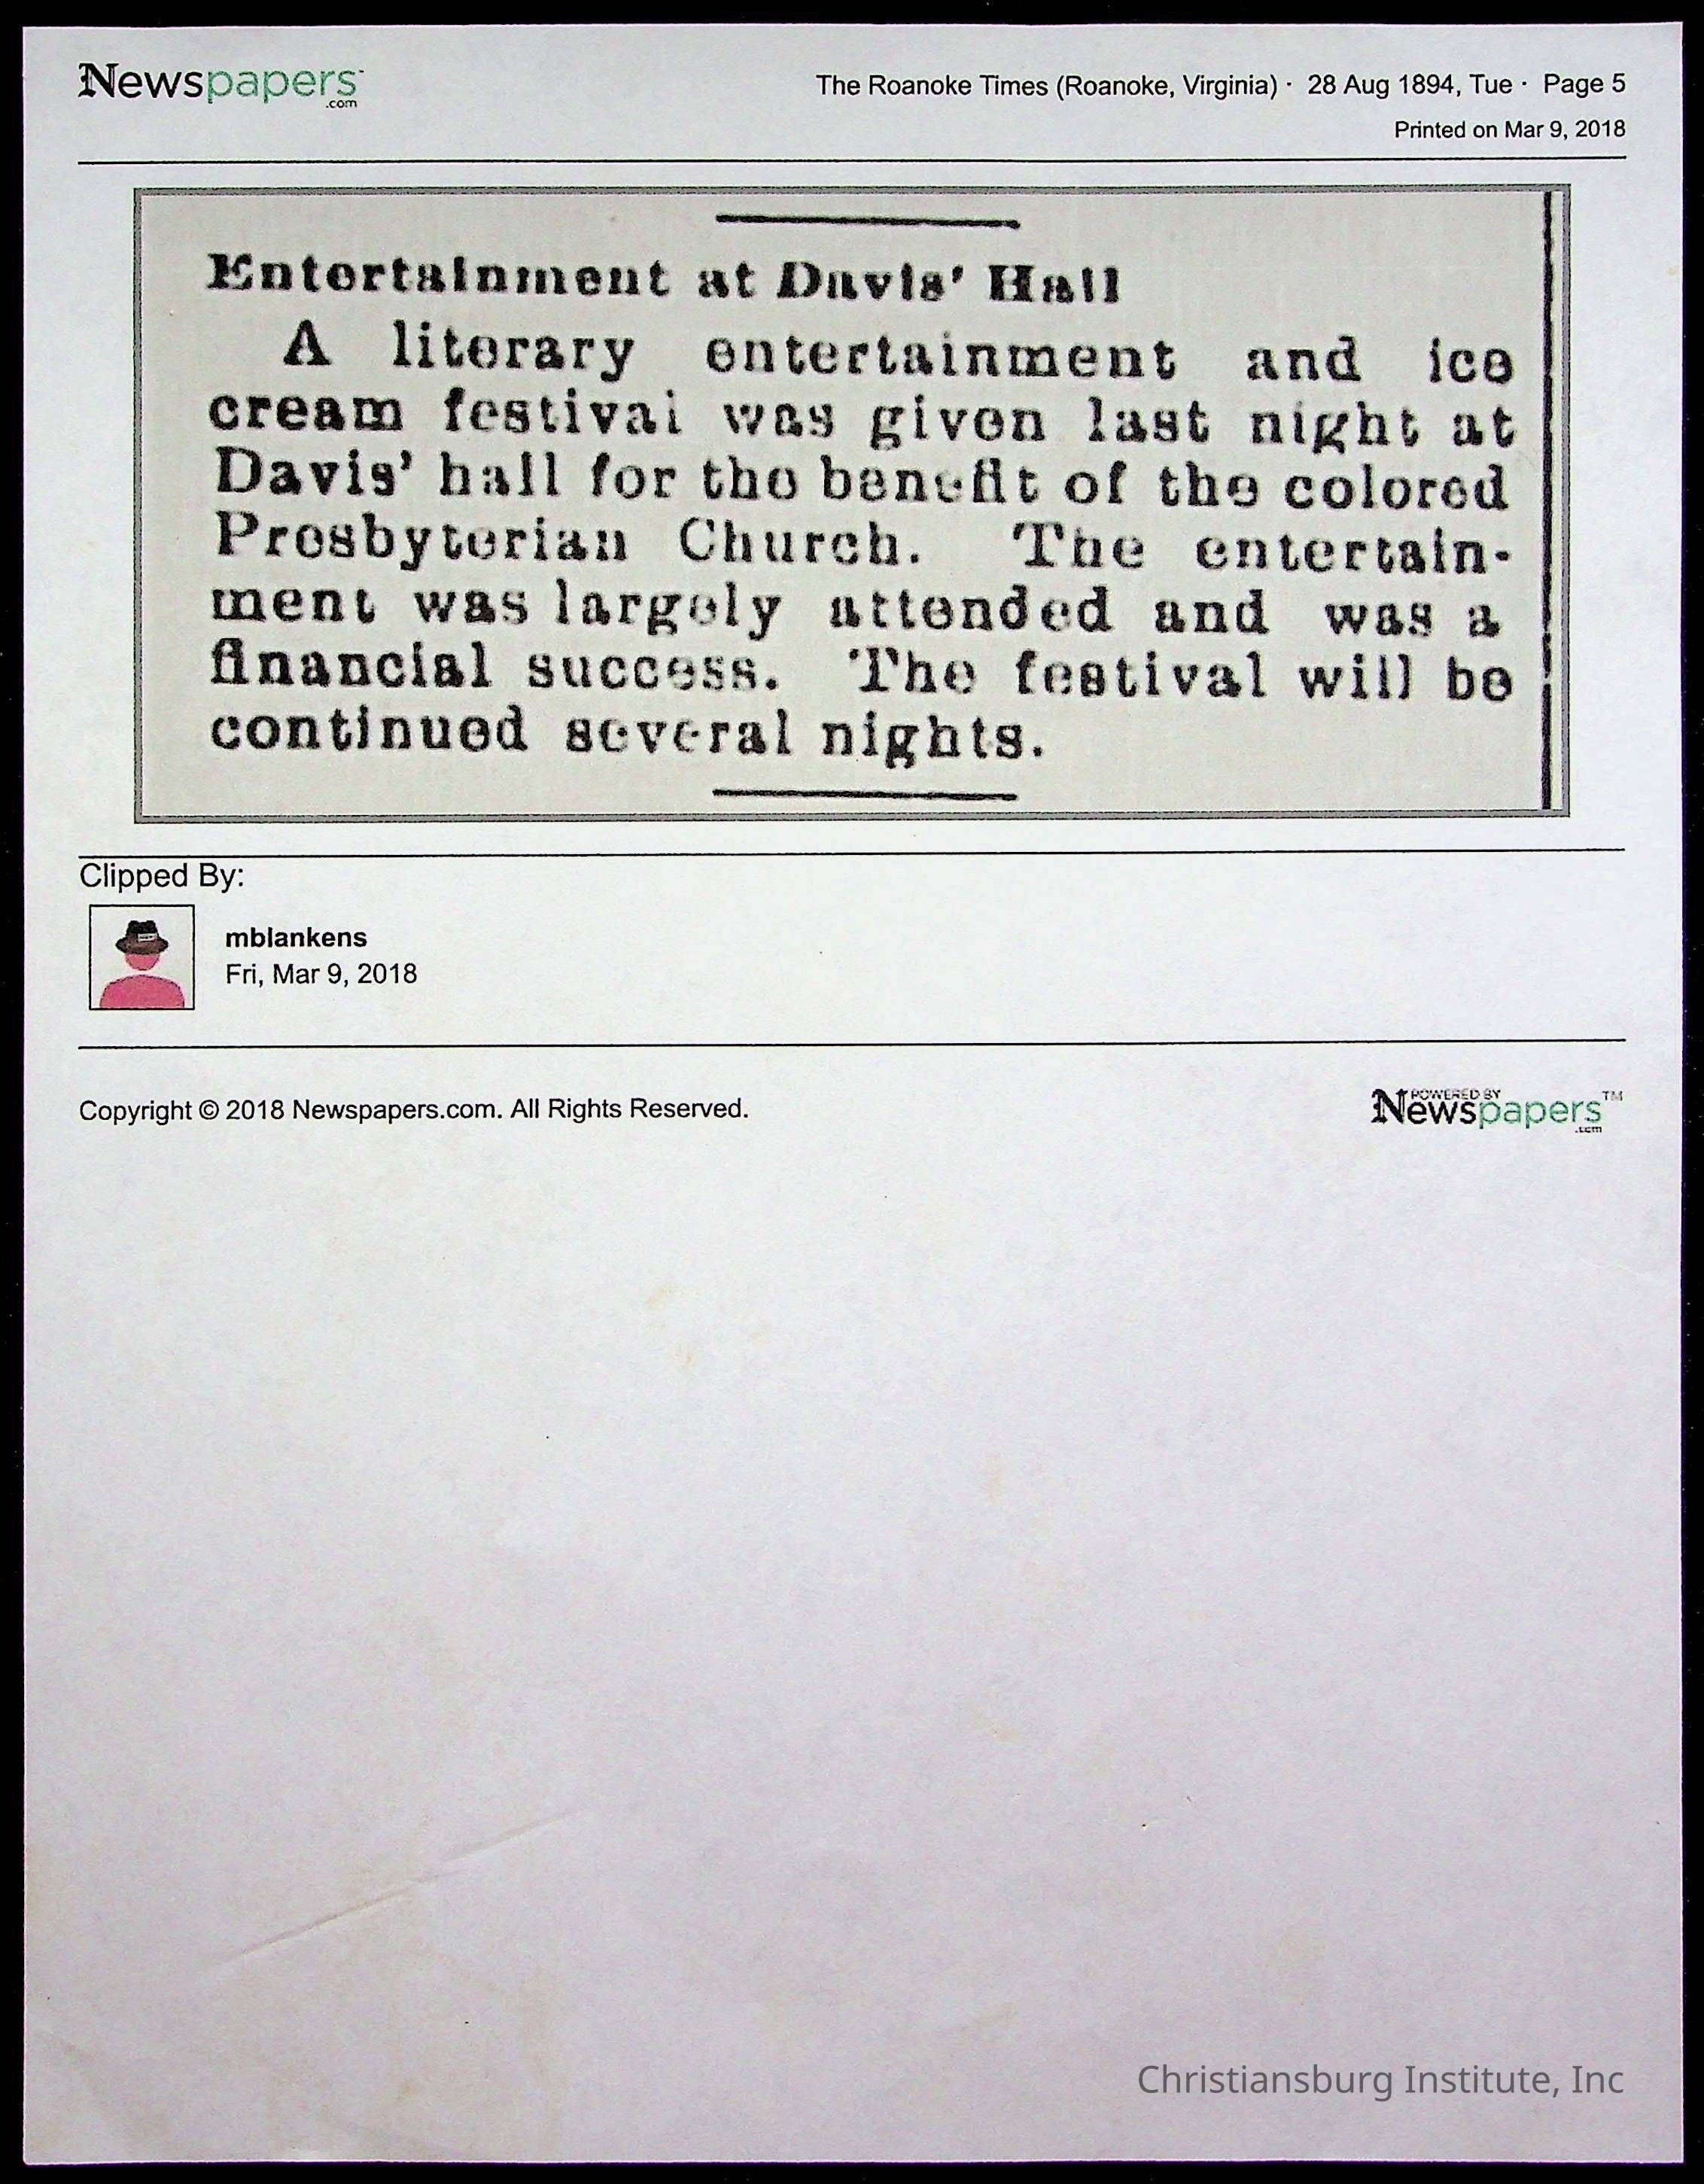 Newspapers™
.com
The Roanoke Times (Roanoke, Virginia) · 28 Aug 1894, Tue · Page 5
Printed on Mar 9, 2018
Entertainment at Davis' Hall
A literary entertainment and ice
cream festival was given last night at
Davis' hall for the benefit of the colored
Presbyterian Church. The entertain-
ment was largely attended and was a
financial success. The festival will be
continued several nights.
Clipped By:
mblankens
Fri, Mar 9, 2018
Copyright © 2018 Newspapers.com. All Rights Reserved.
POWERED BY
Newspapers™
.com
Christiansburg Institute, Inc